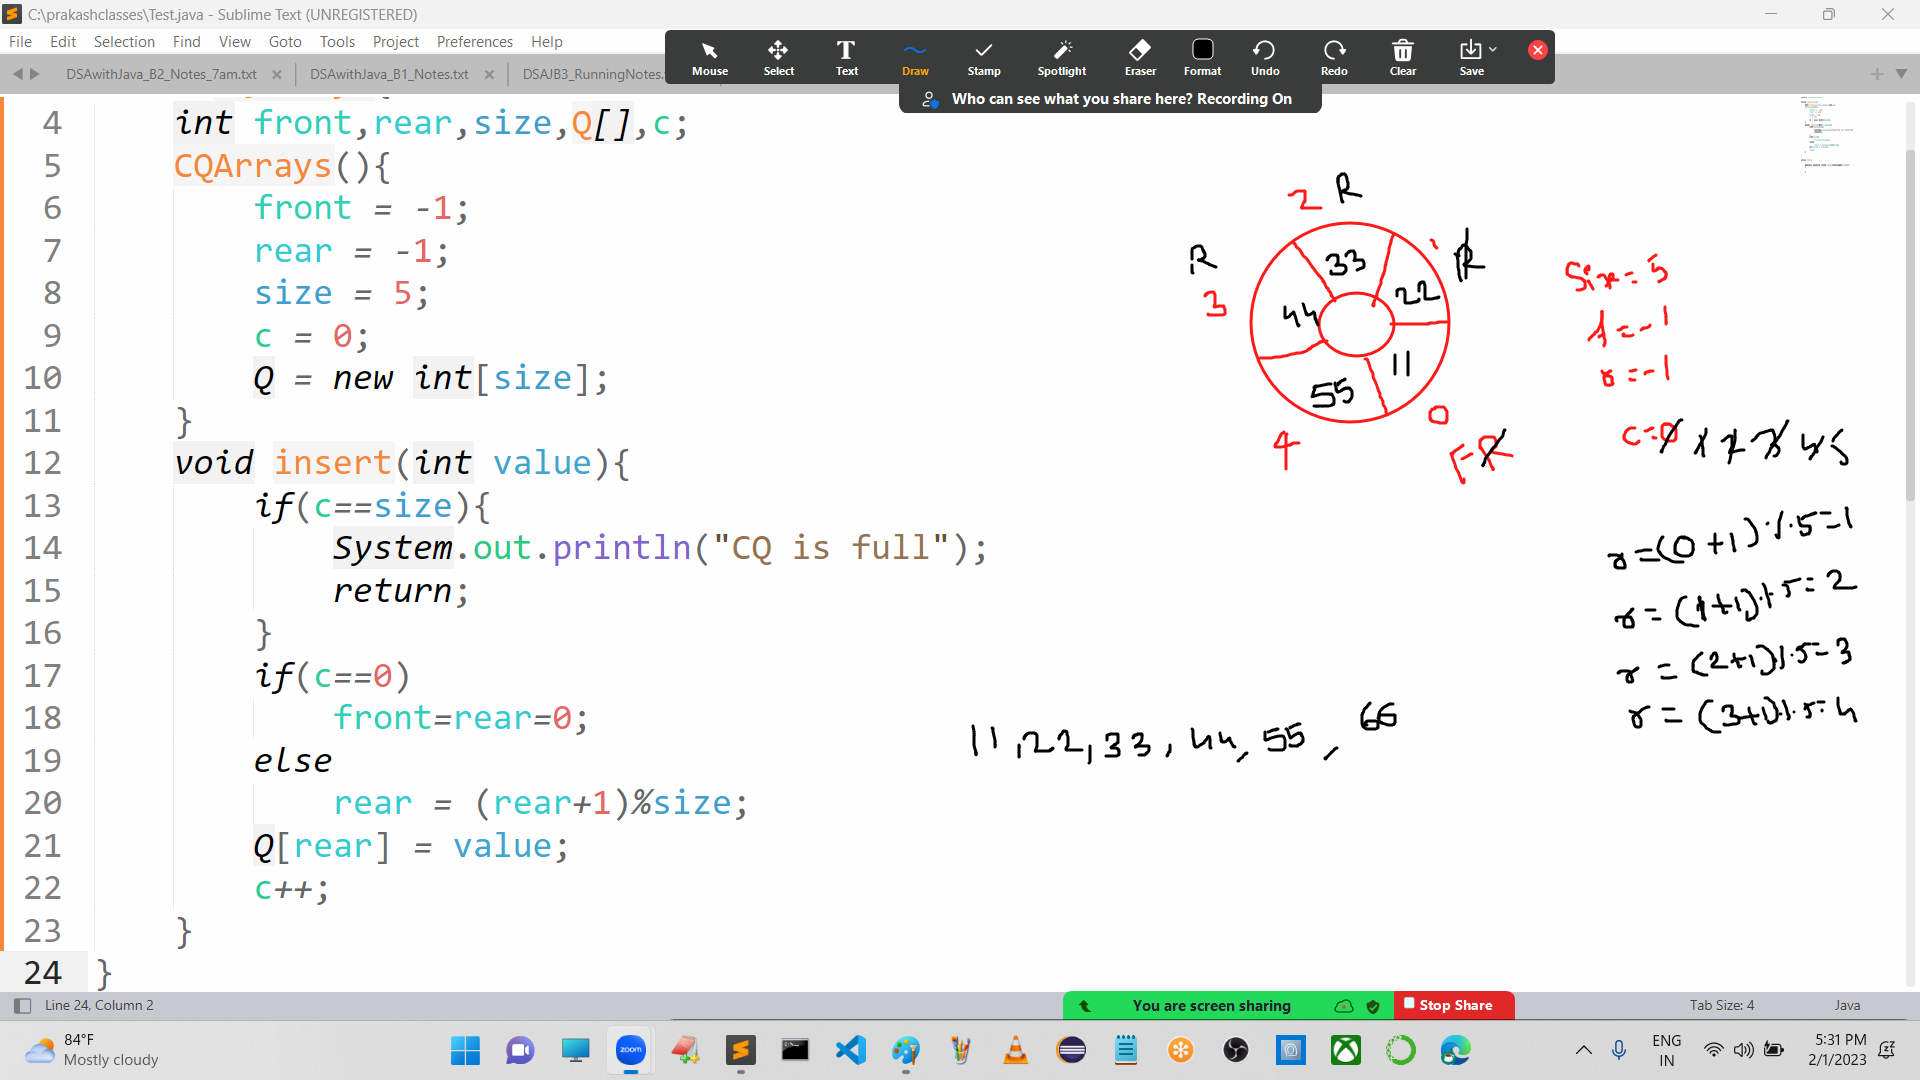 C:\prakashclasses\Test.java - Sublime Text (UNREGISTERED)
File Edit Selection Find View Goto Tools Project Preferences Help
DSAwithJava_B2_Notes_7am.txt DSAwithJava_B1_Notes.txt DSAJB3_RunningNotes.
Mouse Select Text Draw Stamp Spotlight Eraser Format Undo Redo Clear Save
Who can see what you share here? Recording On
4 int front,rear,size,Q[],c;
5 CQArrays(){
6 front = -1;
7 rear = -1;
8 size = 5;
9 c = 0;
10 Q = new int[size];
11 }
12 void insert(int value){
13 if(c==size){
14 System.out.println("CQ is full");
15 return;
16 }
17 if(c==0)
18 front=rear=0;
19 else
20 rear = (rear+1)%size;
21 Q[rear] = value;
22 c++;
23 }
24 }
2 R
R
R
3
33
22
44
11
55
0
4
FR
Size = 5
f = -1
r = -1
c=0 1 2 3 4 5
r=(0+1)%5=1
r=(1+1)%5=2
r=(2+1)%5=3
r=(3+1)%5=4
11,22,33,44,55,66
Line 24, Column 2
You are screen sharing
Stop Share
Tab Size: 4
Java
84°F
Mostly cloudy
zoom
ENG
IN
5:31 PM
2/1/2023